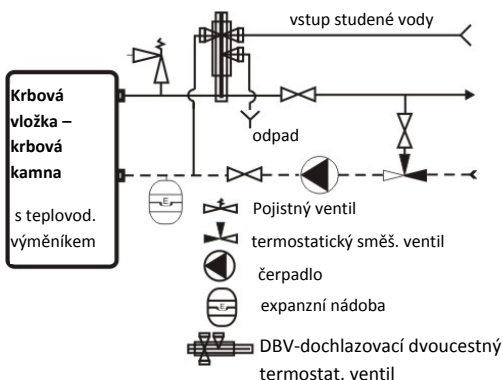 vstup studené vody
Krbová
vložka –
krbová
kamna
s teplovod.
výměníkem
odpad
E
Pojistný ventil
termostatický směš. ventil
čerpadlo
E
expanzní nádoba
DBV-dochlazovací dvoucestný
termostat. ventil